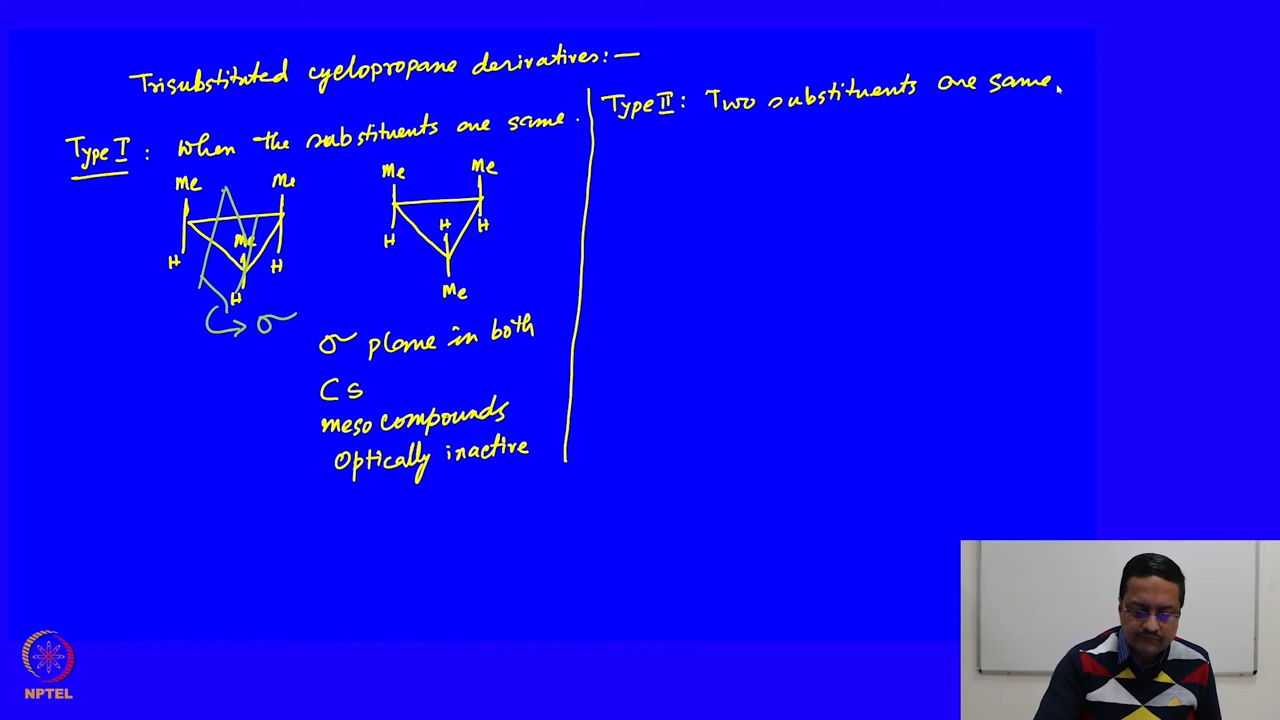 Trisubstituted cyclopropane derivatives:—
Type I : When the substituents are same.
Me Me
Me
H H
H
σ
Me Me
H
H H
Me
σ plane in both
Cs
meso compounds
Optically inactive
Type II : Two substituents are same.
NPTEL